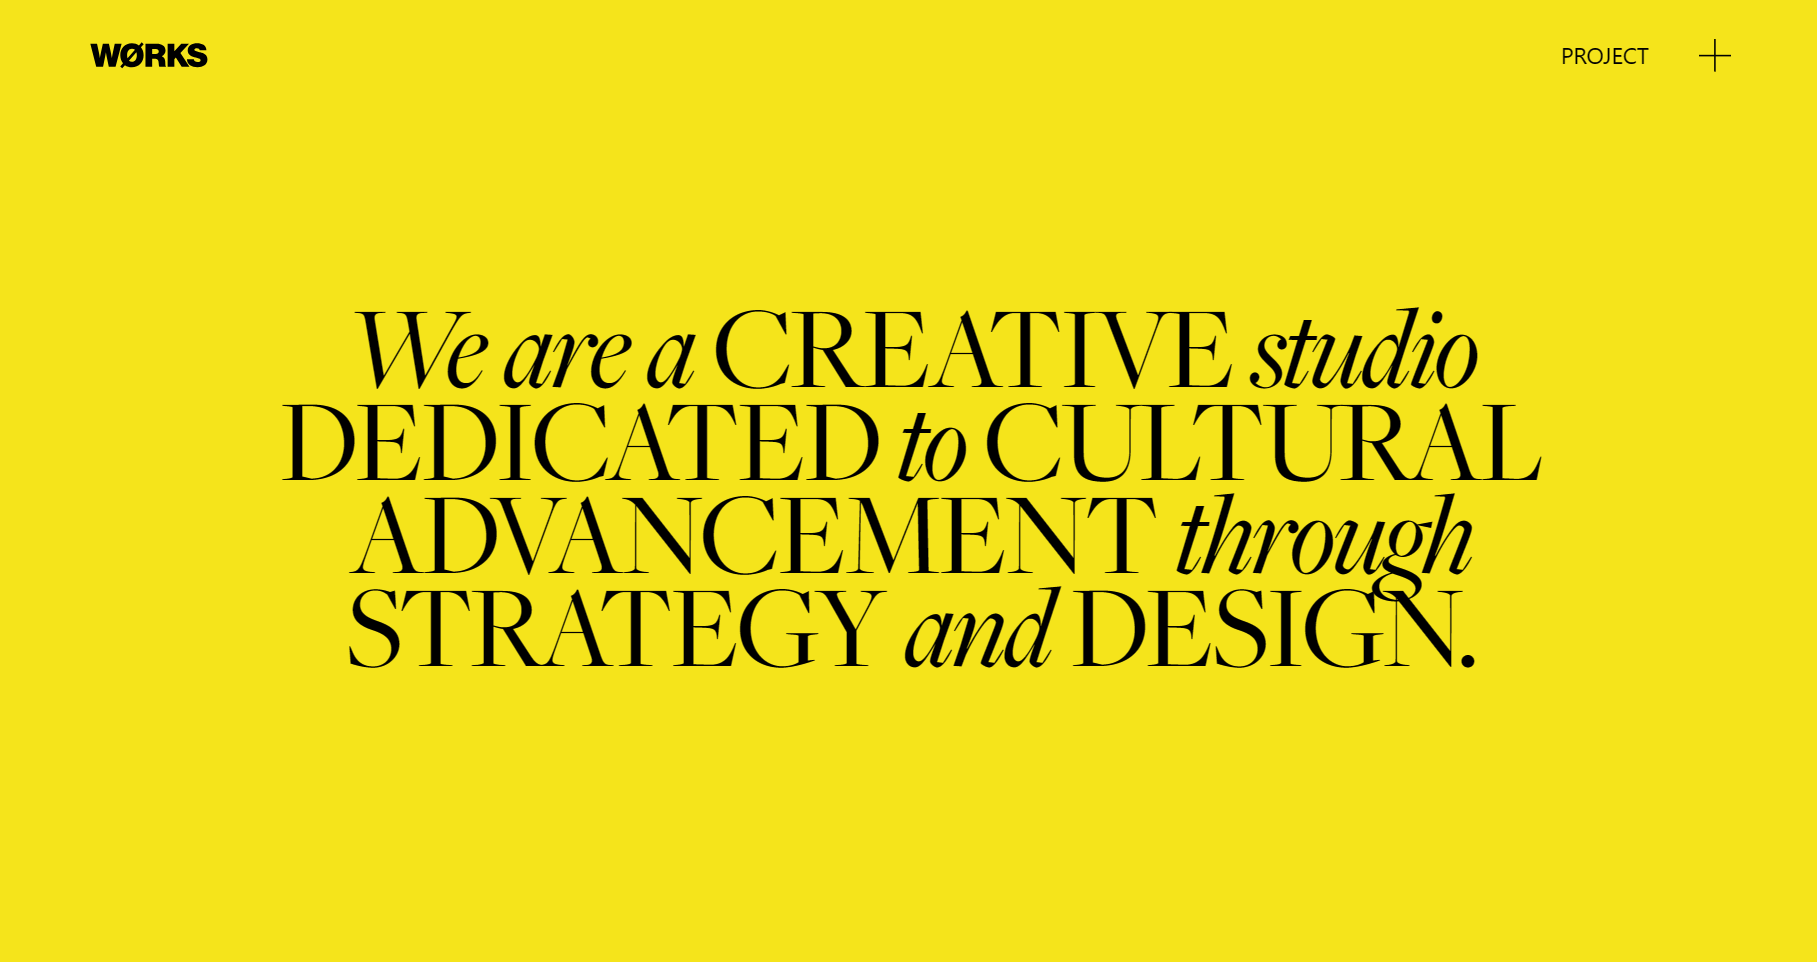 WØRKS
PROJECT
We are a CREATIVE studio
DEDICATED to CULTURAL
ADVANCEMENT through
STRATEGY and DESIGN.